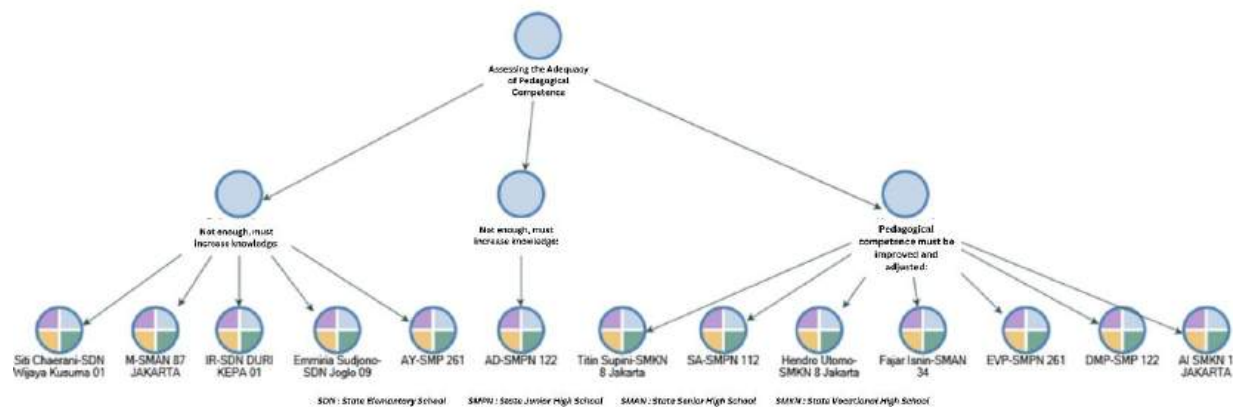 Assessing the Adequacy
of Pedagogical
Competence
Not enough, must
increase knowledge
Not enough, must
increase knowledge:
Pedagogical
competence must be
improved and
adjusted:
Siti Chaerani-SDN
Wijaya Kusuma 01
M-SMAN 87
JAKARTA
IR-SDN DURI
KEPA 01
Emmiria Sudjono-
SDN Joglo 09
AY-SMP 261
AD-SMPN 122
Titin Supini-SMKN
8 Jakarta
SA-SMPN 112
Hendro Utomo-
SMKN 8 Jakarta
Fajar Isnin-SMAN
34
EVP-SMPN 261
DMP-SMP 122
AI SMKN 1
JAKARTA
SDN : State Elementary School SMPN : State Junior High School SMAN : State Senior High School SMKN : State Vocational High School